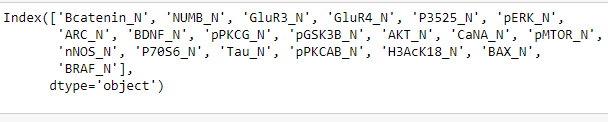 Index(['Bcatenin_N', 'NUMB_N', 'GluR3_N', 'GluR4_N', 'P3525_N', 'pERK_N',
'ARC_N', 'BDNF_N', 'pPKCG_N', 'pGSK3B_N', 'AKT_N', 'CaNA_N', 'pMTOR_N',
'nNOS_N', 'P70S6_N', 'Tau_N', 'pPKCAB_N', 'H3AcK18_N', 'BAX_N',
'BRAF_N'],
dtype='object')